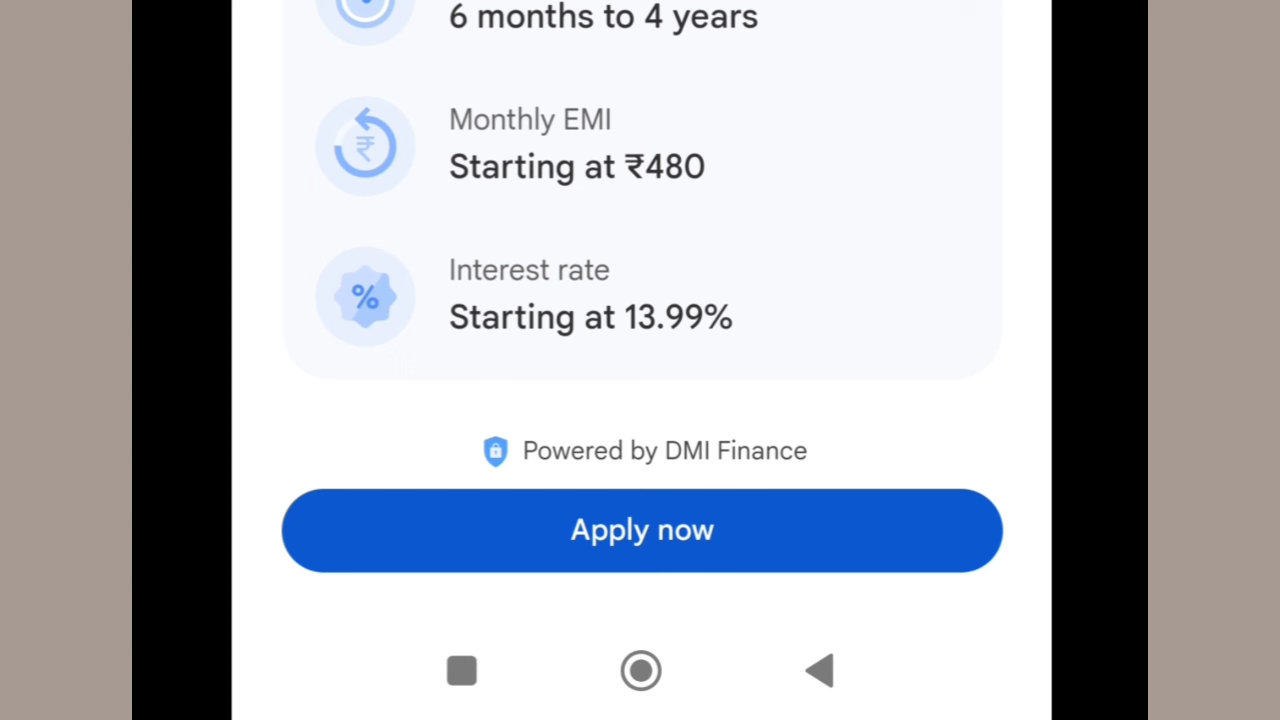 6 months to 4 years
Monthly EMI
Starting at ₹480
₹
Interest rate
Starting at 13.99%
%
Powered by DMI Finance
Apply now